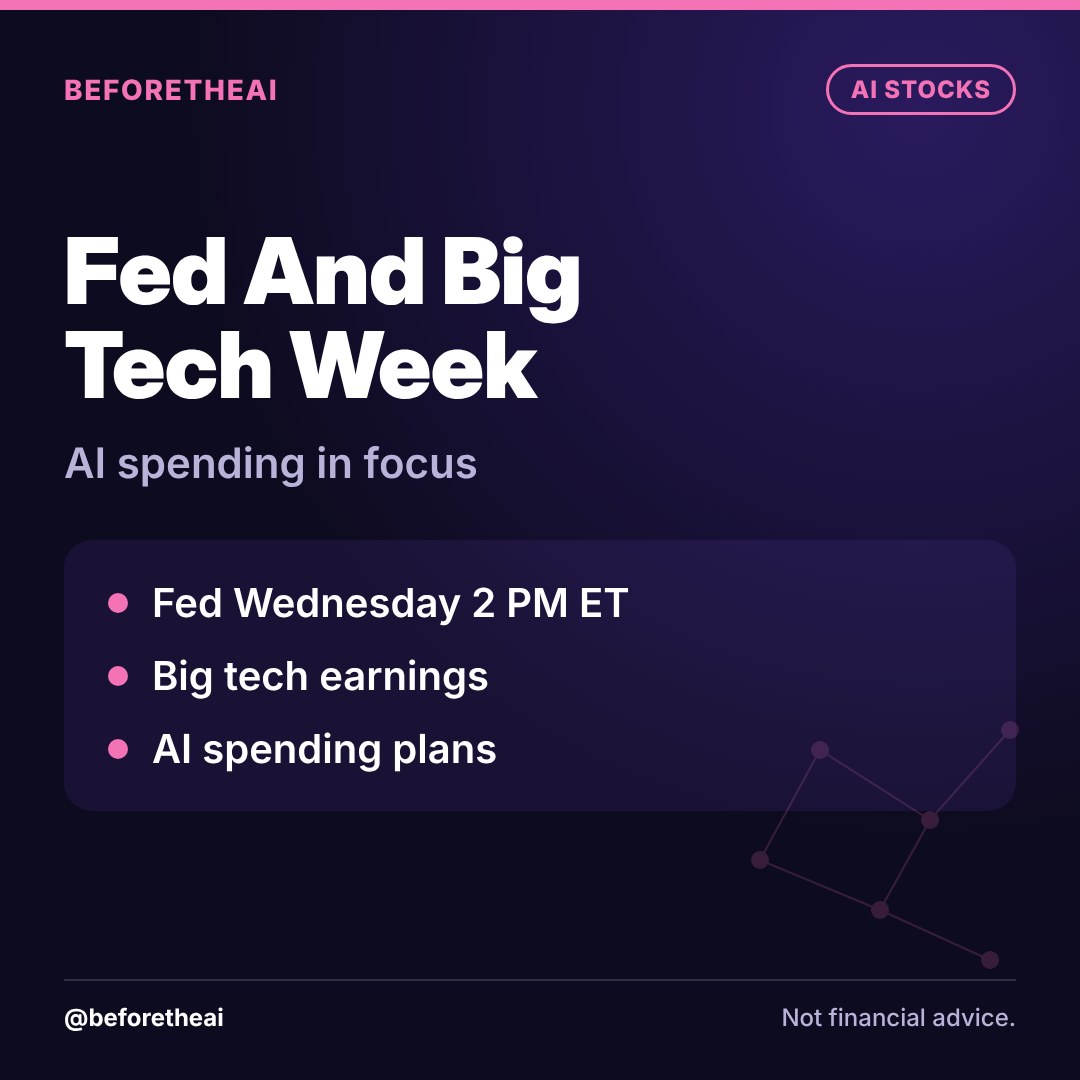 BEFORETHEAI
AI STOCKS
Fed And Big
Tech Week
AI spending in focus
Fed Wednesday 2 PM ET
Big tech earnings
AI spending plans
@beforetheai
Not financial advice.